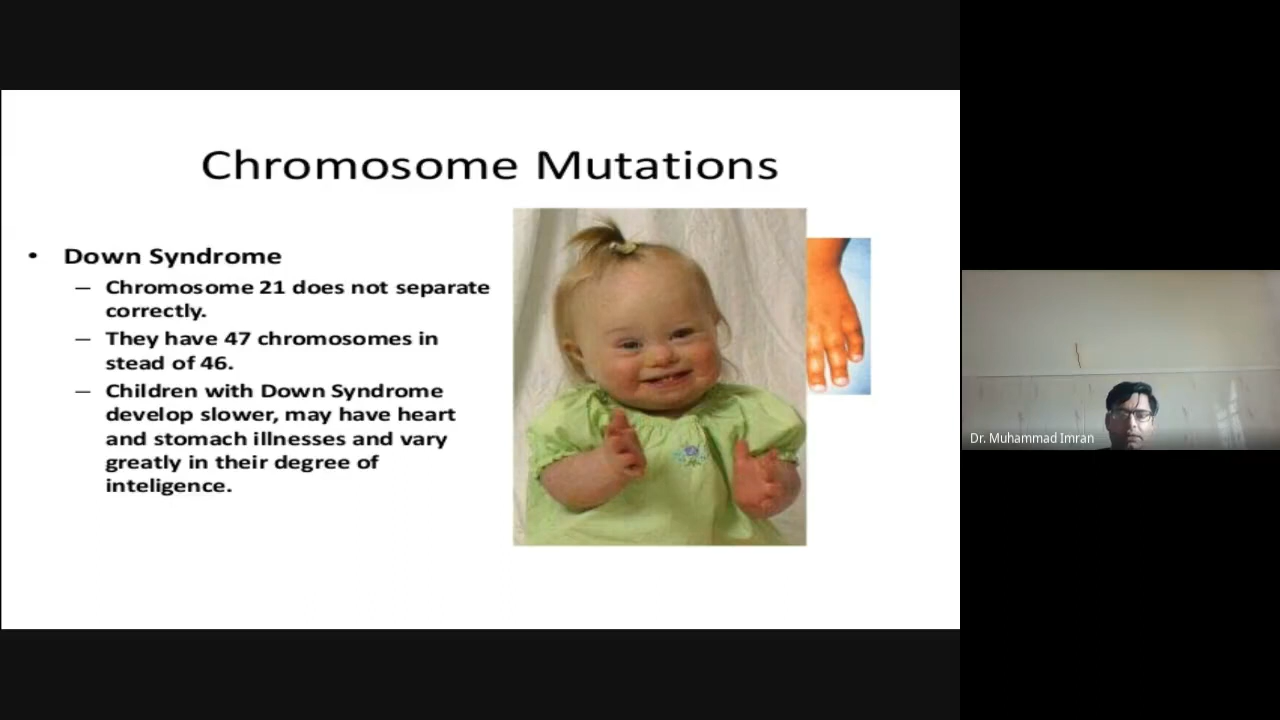 Chromosome Mutations
• Down Syndrome
– Chromosome 21 does not separate
correctly.
– They have 47 chromosomes in
stead of 46.
– Children with Down Syndrome
develop slower, may have heart
and stomach illnesses and vary
greatly in their degree of
inteligence.
Dr. Muhammad Imran